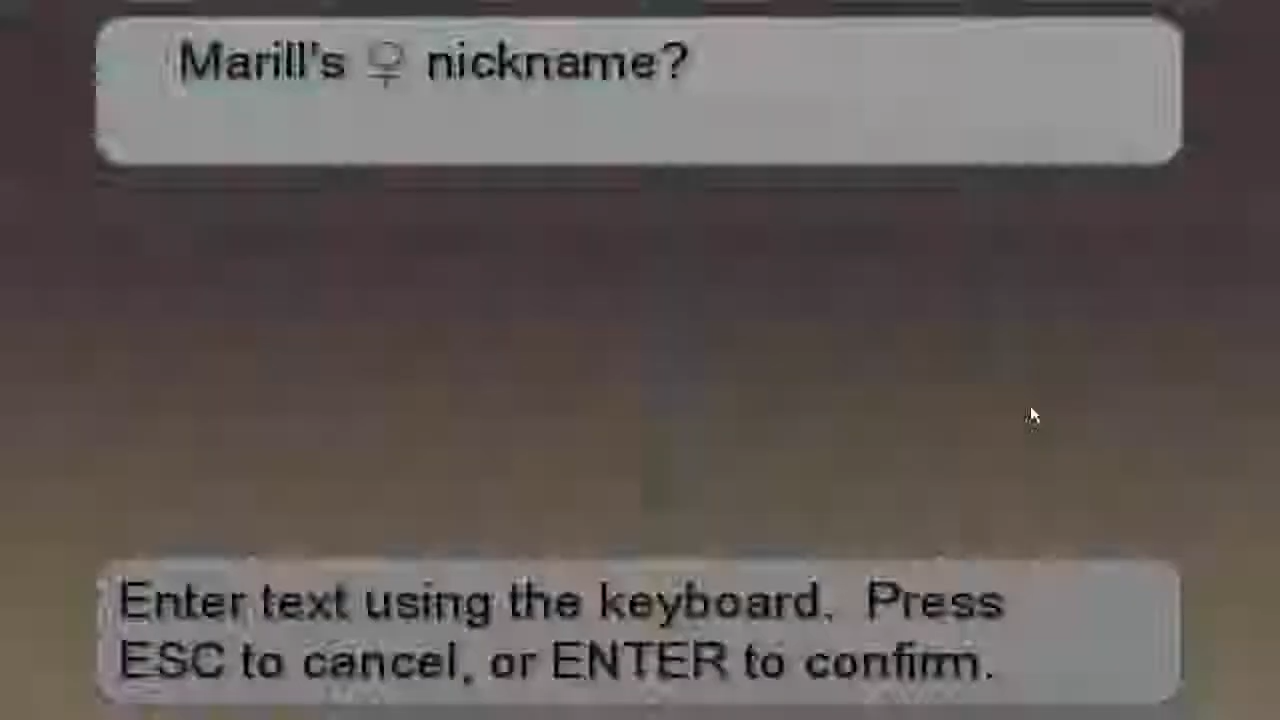 Marill's ♀ nickname?
Enter text using the keyboard.  Press
ESC to cancel, or ENTER to confirm.